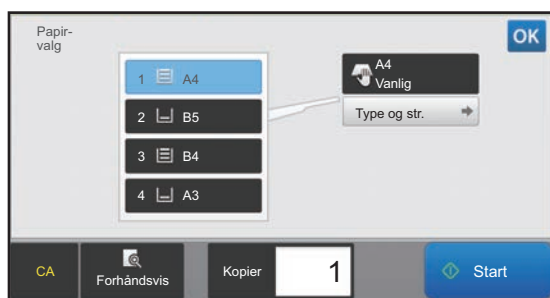 Papir-
valg
OK
1 A4
2 B5
3 B4
4 A3
A4
Vanlig
Type og str.
CA
Forhåndsvis
Kopier
1
Start